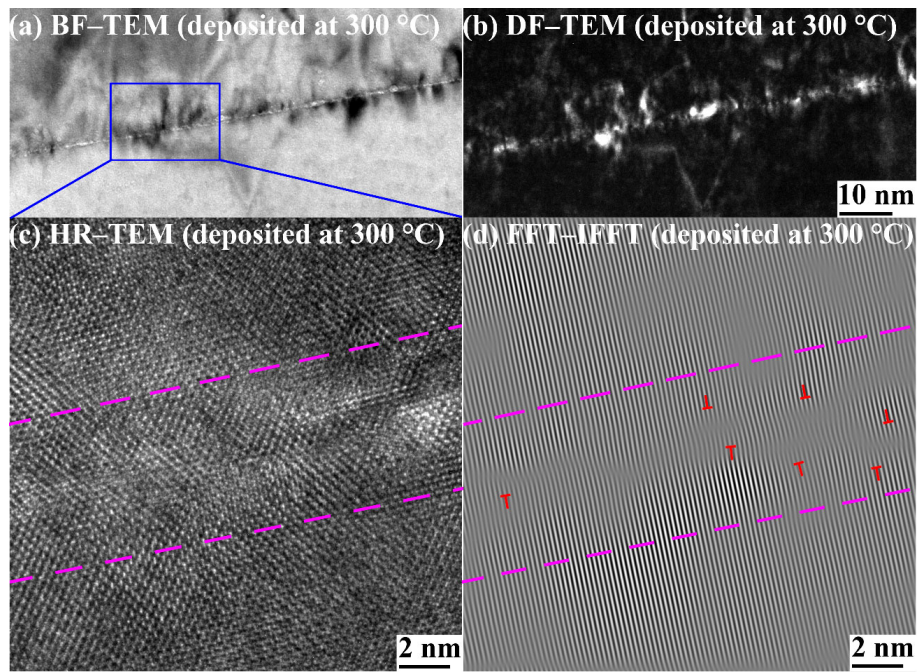 (a) BF–TEM (deposited at 300 °C)
(b) DF–TEM (deposited at 300 °C)
10 nm
(c) HR–TEM (deposited at 300 °C)
(d) FFT–IFFT (deposited at 300 °C)
2 nm
2 nm